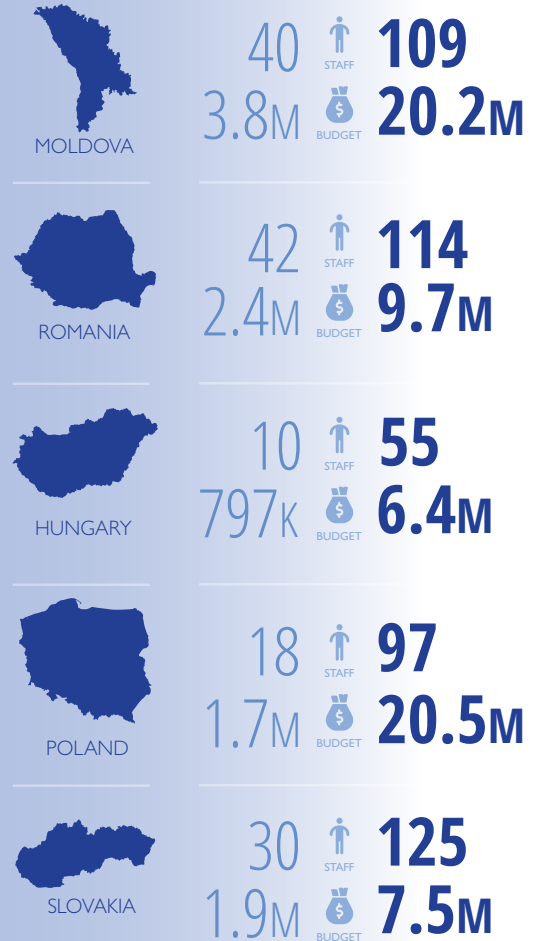 40 STAFF 109
3.8M BUDGET 20.2M
MOLDOVA
42 STAFF 114
2.4M BUDGET 9.7M
ROMANIA
10 STAFF 55
797K BUDGET 6.4M
HUNGARY
18 STAFF 97
1.7M BUDGET 20.5M
POLAND
30 STAFF 125
1.9M BUDGET 7.5M
SLOVAKIA